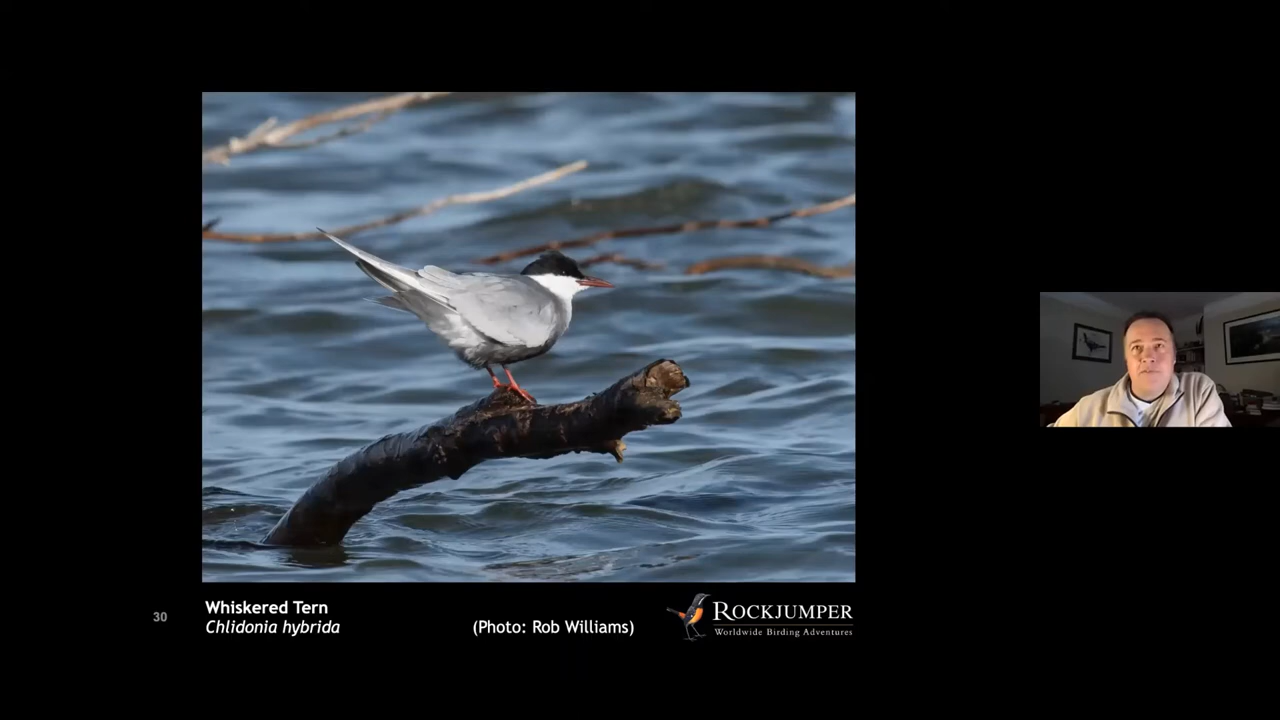 30
Whiskered Tern
Chlidonia hybrida
(Photo: Rob Williams)
ROCKJUMPER
Worldwide Birding Adventures